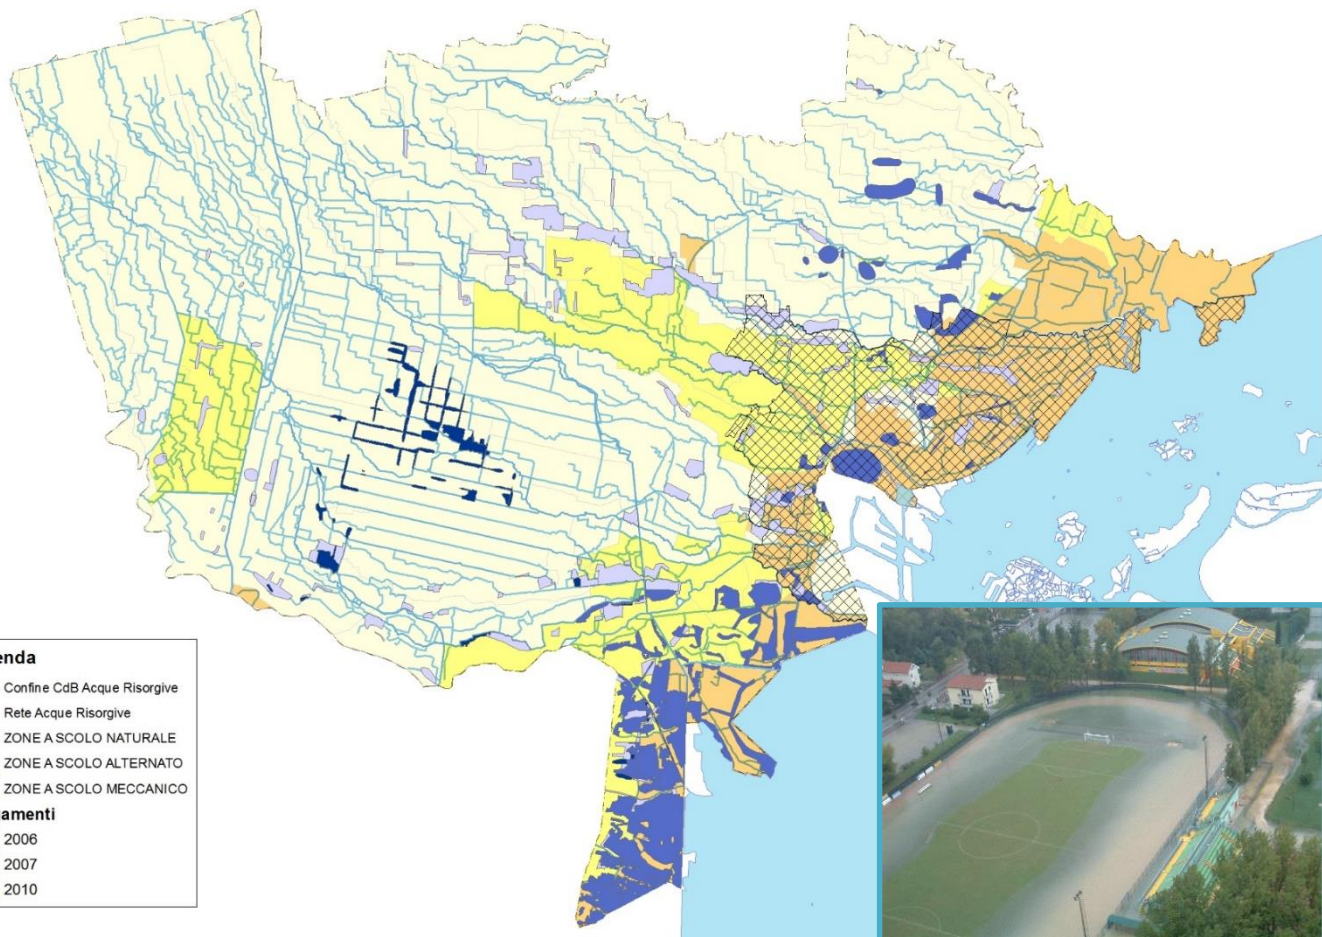 enda
Confine CdB Acque Risorgive
Rete Acque Risorgive
ZONE A SCOLO NATURALE
ZONE A SCOLO ALTERNATO
ZONE A SCOLO MECCANICO
amenti
2006
2007
2010